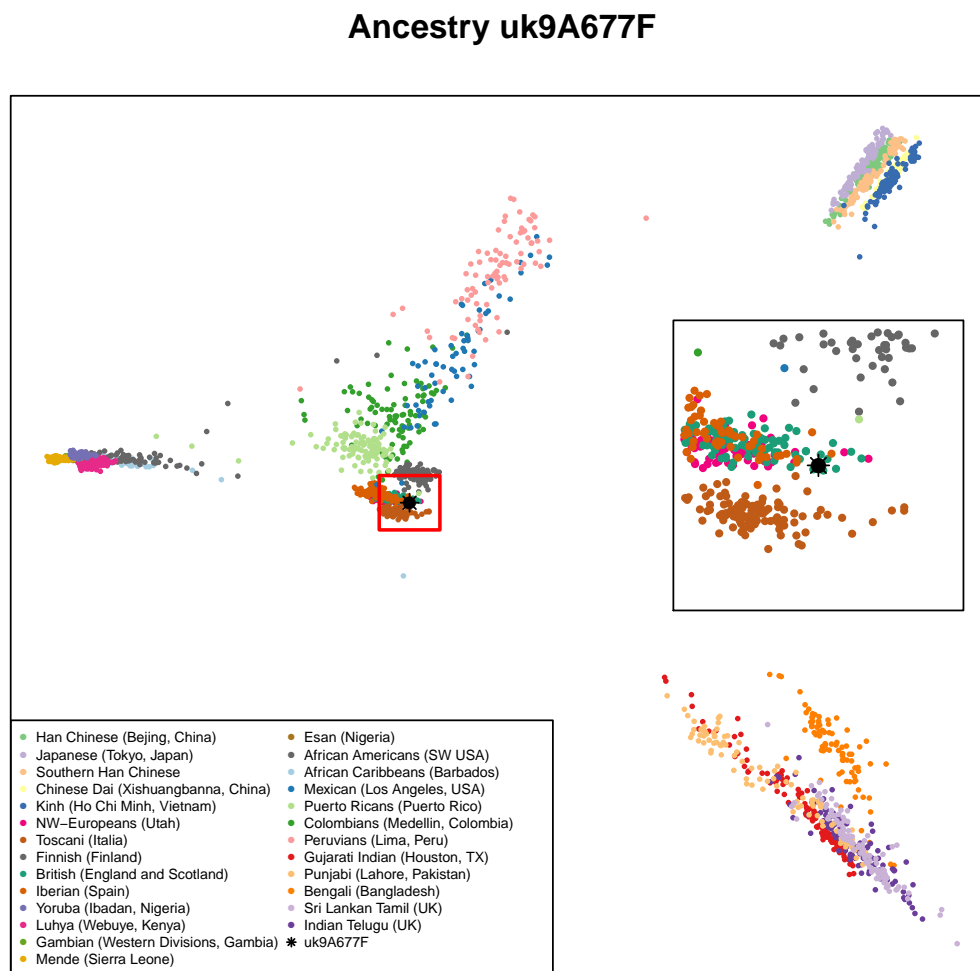 Ancestry uk9A677F
Han Chinese (Bejing, China)
Japanese (Tokyo, Japan)
Southern Han Chinese
Chinese Dai (Xishuangbanna, China)
Kinh (Ho Chi Minh, Vietnam)
NW−Europeans (Utah)
Toscani (Italia)
Finnish (Finland)
British (England and Scotland)
Iberian (Spain)
Yoruba (Ibadan, Nigeria)
Luhya (Webuye, Kenya)
Gambian (Western Divisions, Gambia)
Mende (Sierra Leone)
Esan (Nigeria)
African Americans (SW USA)
African Caribbeans (Barbados)
Mexican (Los Angeles, USA)
Puerto Ricans (Puerto Rico)
Colombians (Medellin, Colombia)
Peruvians (Lima, Peru)
Gujarati Indian (Houston, TX)
Punjabi (Lahore, Pakistan)
Bengali (Bangladesh)
Sri Lankan Tamil (UK)
Indian Telugu (UK)
uk9A677F